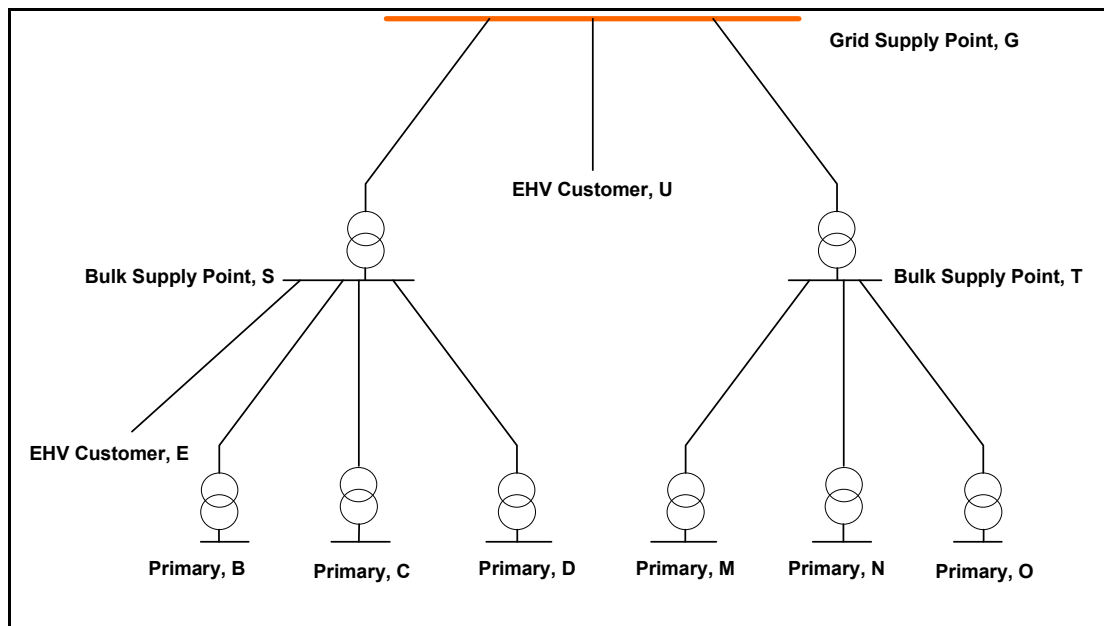 Grid Supply Point, G
EHV Customer, U
Bulk Supply Point, S
Bulk Supply Point, T
EHV Customer, E
Primary, B
Primary, C
Primary, D
Primary, M
Primary, N
Primary, O